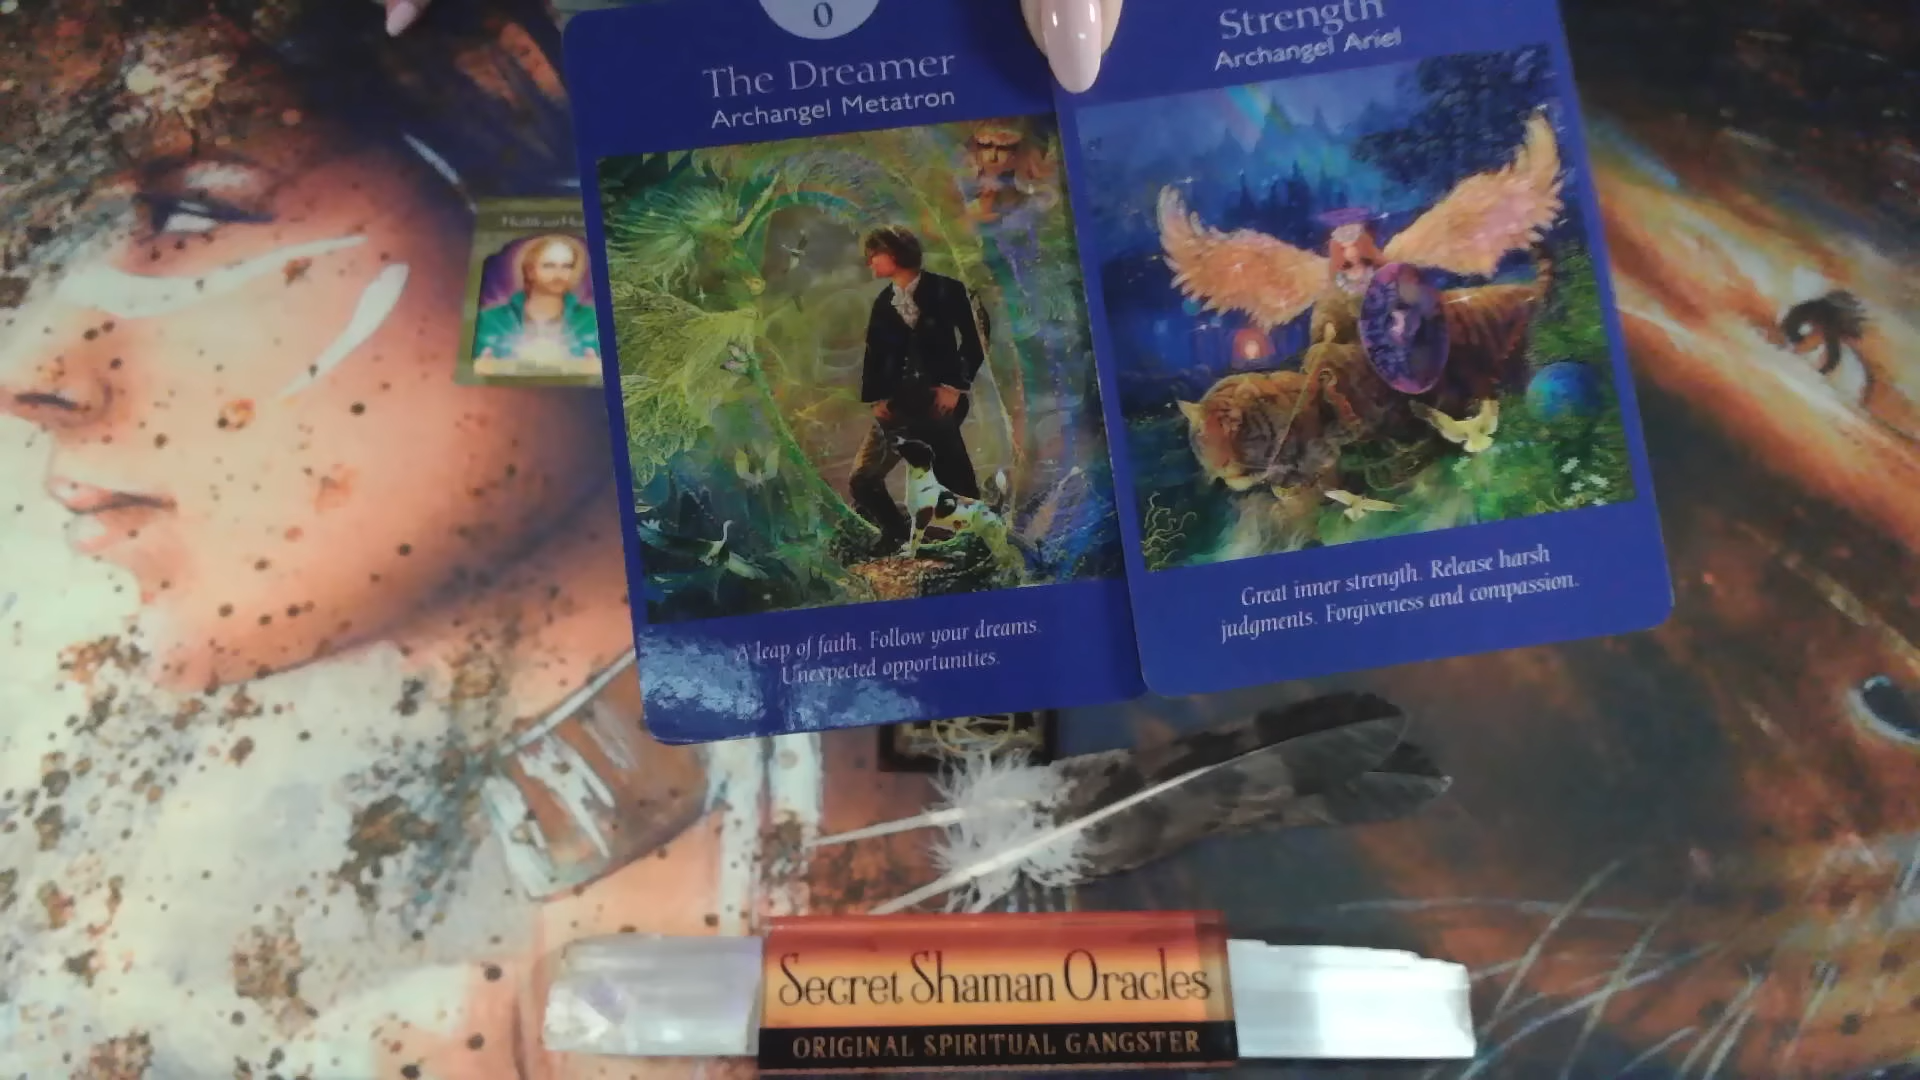 0
The Dreamer
Archangel Metatron
A leap of faith. Follow your dreams.
Unexpected opportunities.
Strength
Archangel Ariel
Great inner strength. Release harsh
judgments. Forgiveness and compassion.
Secret Shaman Oracles
ORIGINAL SPIRITUAL GANGSTER